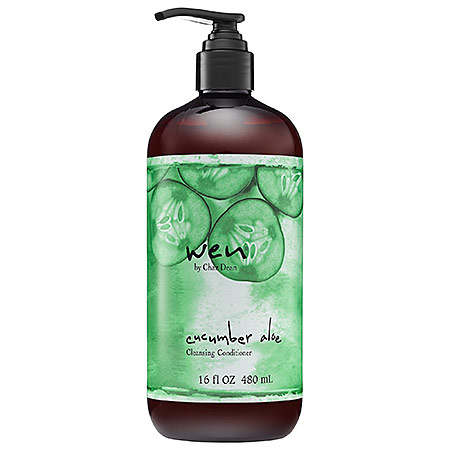 wen
by Chaz Dean
cucumber aloe
Cleansing Conditioner
16 fl OZ 480 mL